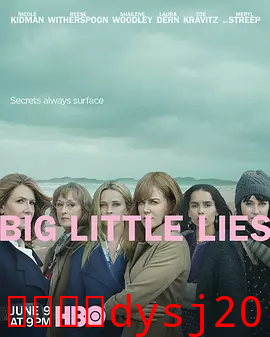 NICOLE KIDMAN
REESE WITHERSPOON
SHAILENE WOODLEY
LAURA DERN
ZOE KRAVITZ
AND MERYL STREEP
Secrets always surface
BIG LITTLE LIES
JUNE 9
AT 9PM
HBO
dysj20